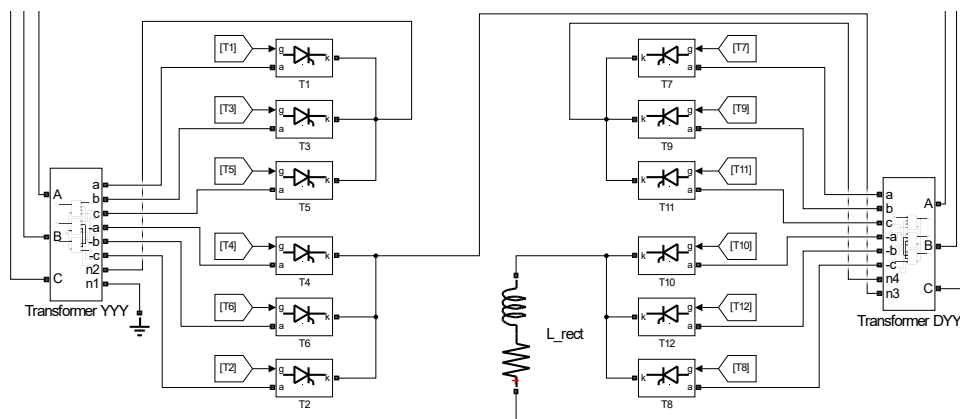 [T1]
g
a
k
T1
[T3]
g
a
k
T3
[T5]
g
a
k
T5
[T4]
g
a
k
T4
[T6]
g
a
k
T6
[T2]
g
a
k
T2
A
B
C
a
b
c
-a
-b
-c
n2
n1
Transformer YYY
L_rect
[T7]
g
a
k
T7
[T9]
g
a
k
T9
[T11]
g
a
k
T11
[T10]
g
a
k
T10
[T12]
g
a
k
T12
[T8]
g
a
k
T8
a
b
c
-a
-b
-c
n4
n3
A
B
C
Transformer DYY